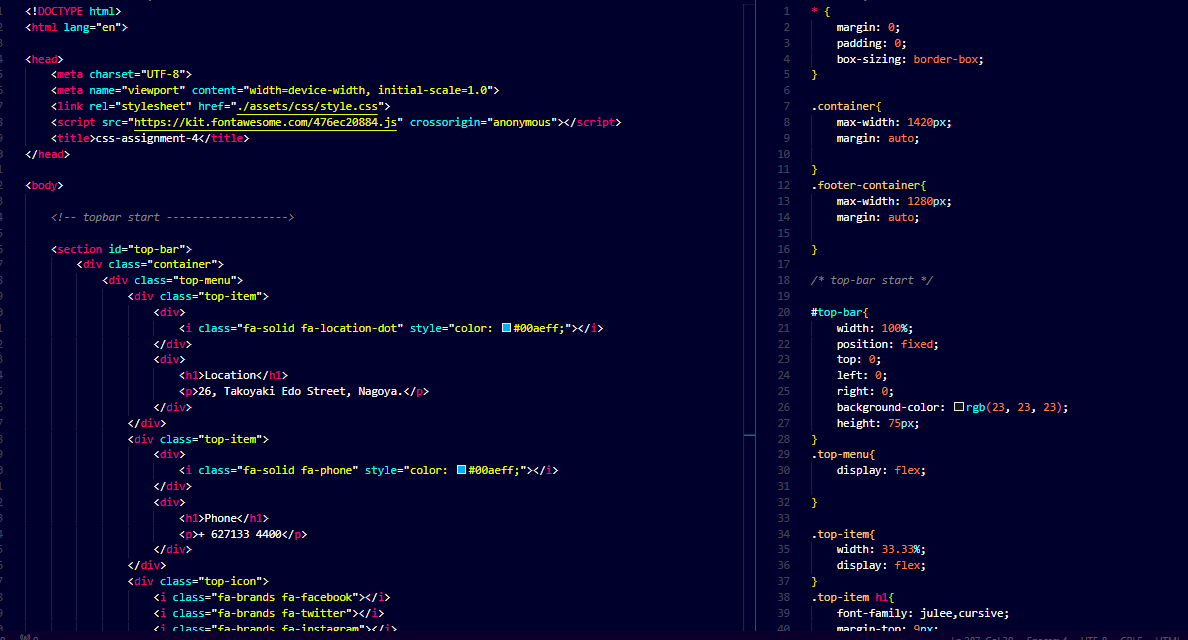 <!DOCTYPE html>
<html lang="en">
<head>
<meta charset="UTF-8">
<meta name="viewport" content="width=device-width, initial-scale=1.0">
<link rel="stylesheet" href="./assets/css/style.css">
<script src="https://kit.fontawesome.com/476ec20884.js" crossorigin="anonymous"></script>
<title>css-assignment-4</title>
</head>
<body>
<!-- topbar start ------------------->
<section id="top-bar">
<div class="container">
<div class="top-menu">
<div class="top-item">
<div>
<i class="fa-solid fa-location-dot" style="color: #00aeff;"></i>
</div>
<div>
<h1>Location</h1>
<p>26, Takoyaki Edo Street, Nagoya.</p>
</div>
</div>
<div class="top-item">
<div>
<i class="fa-solid fa-phone" style="color: #00aeff;"></i>
</div>
<div>
<h1>Phone</h1>
<p>+ 627133 4400</p>
</div>
</div>
<div class="top-icon">
<i class="fa-brands fa-facebook"></i>
<i class="fa-brands fa-twitter"></i>
<i class="fa-brands fa-instagram"></i>
1 * {
2 margin: 0;
3 padding: 0;
4 box-sizing: border-box;
5 }
6
7 .container{
8 max-width: 1420px;
9 margin: auto;
10
11 }
12 .footer-container{
13 max-width: 1280px;
14 margin: auto;
15
16 }
17
18 /* top-bar start */
19
20 #top-bar{
21 width: 100%;
22 position: fixed;
23 top: 0;
24 left: 0;
25 right: 0;
26 background-color: rgb(23, 23, 23);
27 height: 75px;
28 }
29 .top-menu{
30 display: flex;
31
32 }
33
34 .top-item{
35 width: 33.33%;
36 display: flex;
37 }
38 .top-item h1{
39 font-family: julee,cursive;
40 margin-top: 9px;